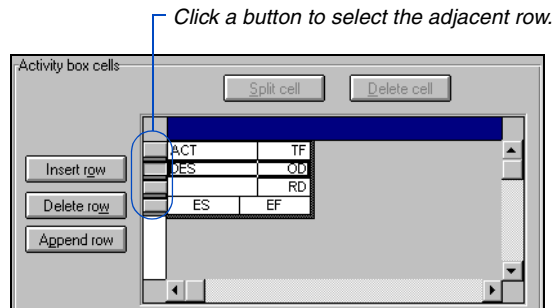 Click a button to select the adjacent row.
Activity box cells
Split cell Delete cell
ACT TF
Insert row DES OD
RD
Delete row ES EF
Append row